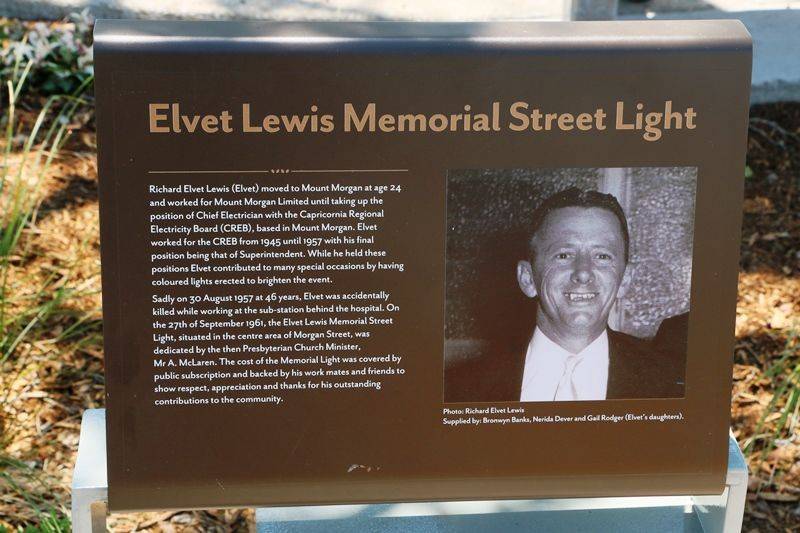 Elvet Lewis Memorial Street Light
Richard Elvet Lewis (Elvet) moved to Mount Morgan at age 24
and worked for Mount Morgan Limited until taking up the
position of Chief Electrician with the Capricornia Regional
Electricity Board (CREB), based in Mount Morgan. Elvet
worked for the CREB from 1945 until 1957 with his final
position being that of Superintendent. While he held these
positions Elvet contributed to many special occasions by having
coloured lights erected to brighten the event.
Sadly on 30 August 1957 at 46 years, Elvet was accidentally
killed while working at the sub-station behind the hospital. On
the 27th of September 1961, the Elvet Lewis Memorial Street
Light, situated in the centre area of Morgan Street, was
dedicated by the then Presbyterian Church Minister,
Mr A. McLaren. The cost of the Memorial Light was covered by
public subscription and backed by his work mates and friends to
show respect, appreciation and thanks for his outstanding
contributions to the community.
Photo: Richard Elvet Lewis
Supplied by: Bronwyn Banks, Nerida Dever and Gail Rodger (Elvet's daughters).